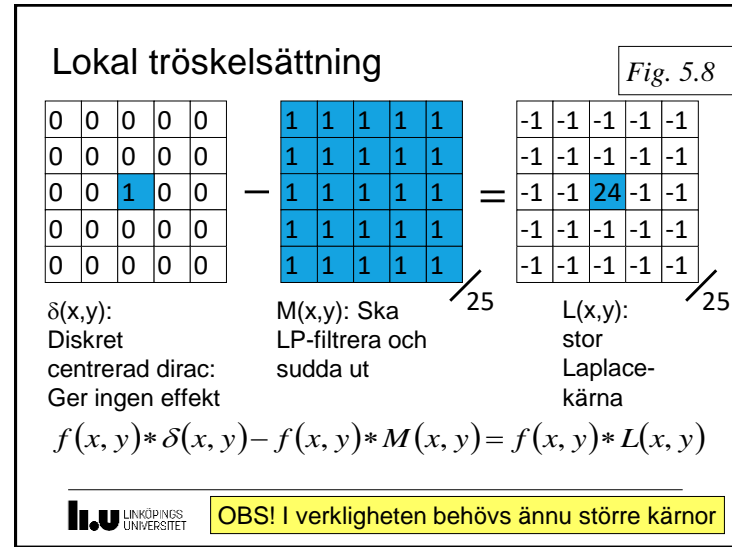 Lokal tröskelsättning
Fig. 5.8
0 0 0 0 0
0 0 0 0 0
0 0 1 0 0
0 0 0 0 0
0 0 0 0 0
−
1 1 1 1 1
1 1 1 1 1
1 1 1 1 1
1 1 1 1 1
1 1 1 1 1
25
=
-1 -1 -1 -1 -1
-1 -1 -1 -1 -1
-1 -1 24 -1 -1
-1 -1 -1 -1 -1
-1 -1 -1 -1 -1
25
δ(x,y):
Diskret
centrerad dirac:
Ger ingen effekt
M(x,y): Ska
LP-filtrera och
sudda ut
L(x,y):
stor
Laplace-
kärna
f(x, y)∗δ(x, y)− f(x, y)∗M(x, y)= f(x, y)∗L(x, y)
LINKÖPINGS
UNIVERSITET
OBS! I verkligheten behövs ännu större kärnor